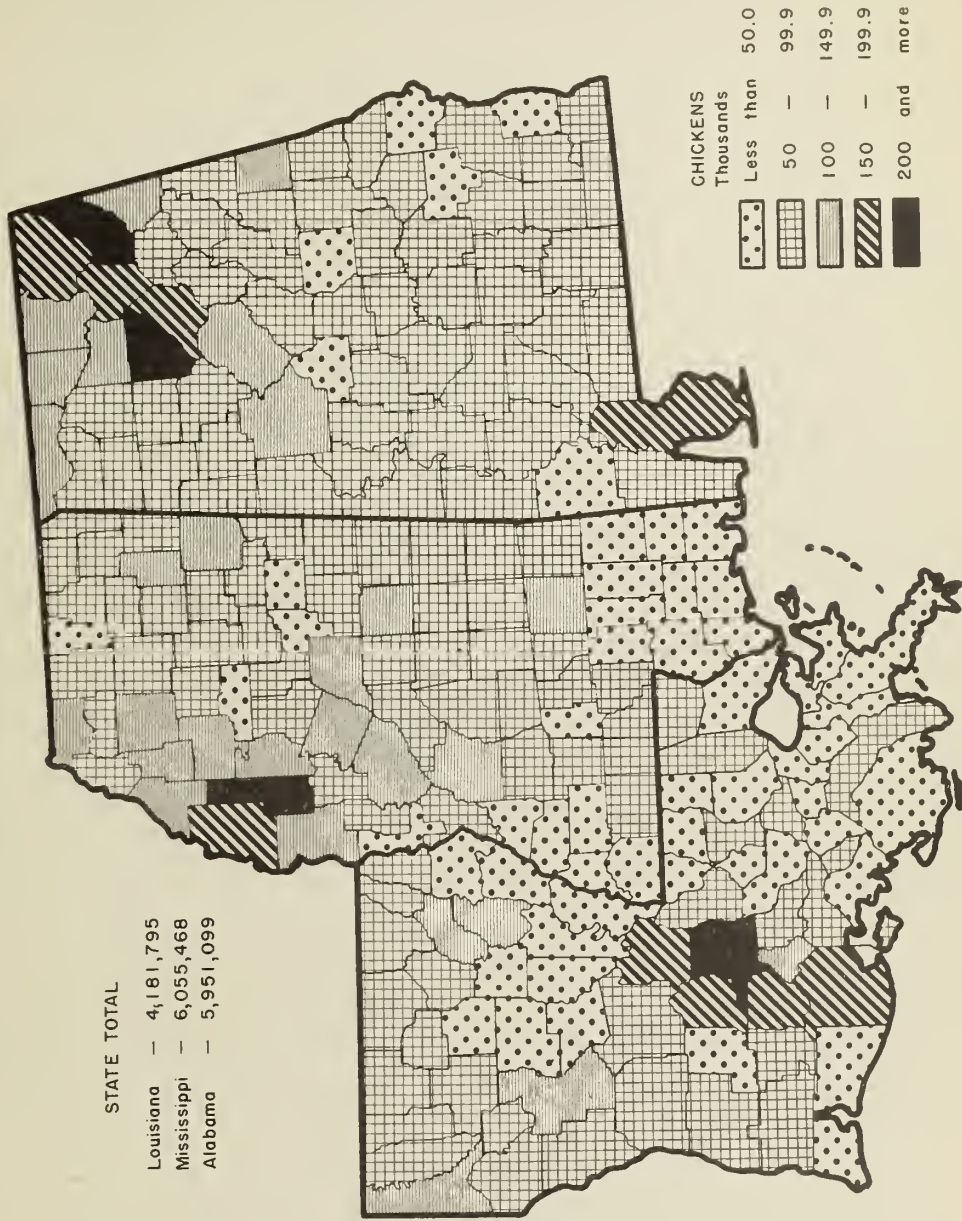 STATE TOTAL
Louisiana – 4,181,795
Mississippi – 6,055,468
Alabama – 5,951,099
CHICKENS
Thousands
Less than 50.0
50 – 99.9
100 – 149.9
150 – 199.9
200 and more